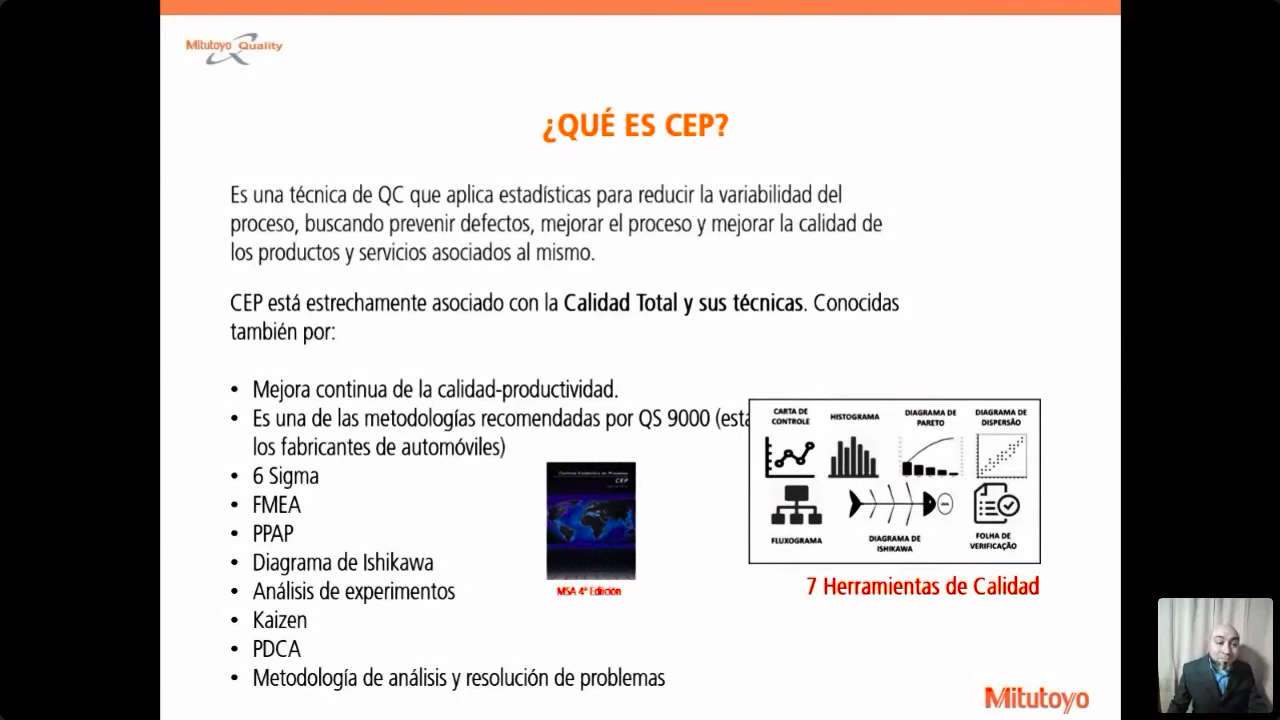 Mitutoyo Quality
¿QUÉ ES CEP?
Es una técnica de QC que aplica estadísticas para reducir la variabilidad del
proceso, buscando prevenir defectos, mejorar el proceso y mejorar la calidad de
los productos y servicios asociados al mismo.
CEP está estrechamente asociado con la Calidad Total y sus técnicas. Conocidas
también por:
• Mejora continua de la calidad-productividad.
• Es una de las metodologías recomendadas por QS 9000 (está
los fabricantes de automóviles)
• 6 Sigma
• FMEA
• PPAP
• Diagrama de Ishikawa
• Análisis de experimentos
• Kaizen
• PDCA
• Metodología de análisis y resolución de problemas
Controle Estatístico de Processo
CEP
MSA 4ª Edición
CARTA DE
CONTROLE
HISTOGRAMA
DIAGRAMA DE
PARETO
DIAGRAMA DE
DISPERSÃO
FLUXOGRAMA
DIAGRAMA DE
ISHIKAWA
FOLHA DE
VERIFICAÇÃO
7 Herramientas de Calidad
Mitutoyo